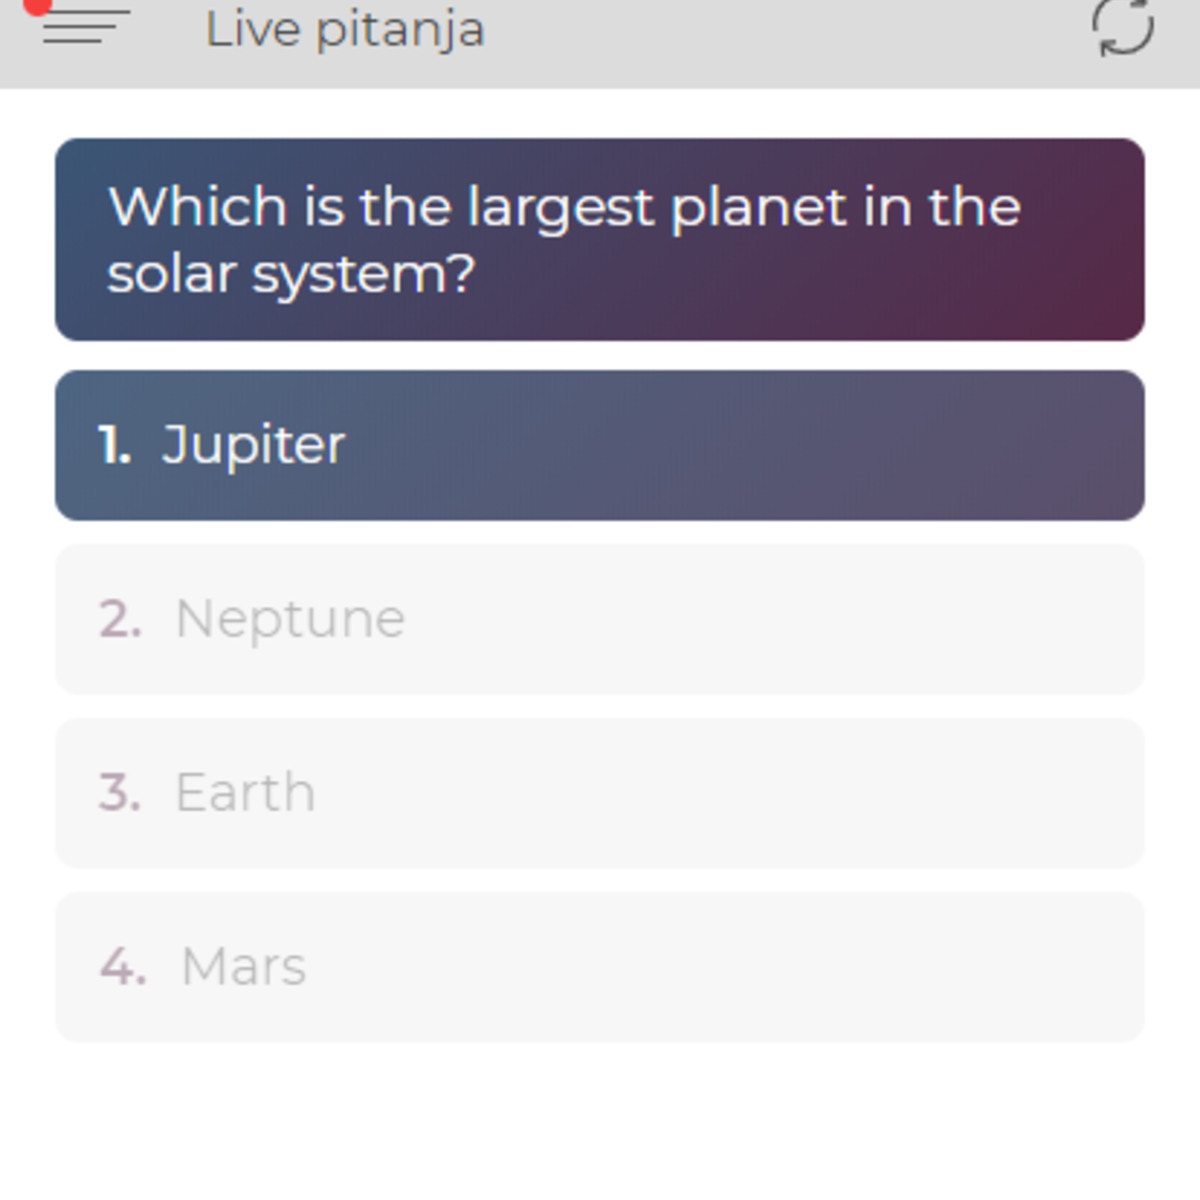 Live pitanja
Which is the largest planet in the
solar system?
1. Jupiter
2. Neptune
3. Earth
4. Mars